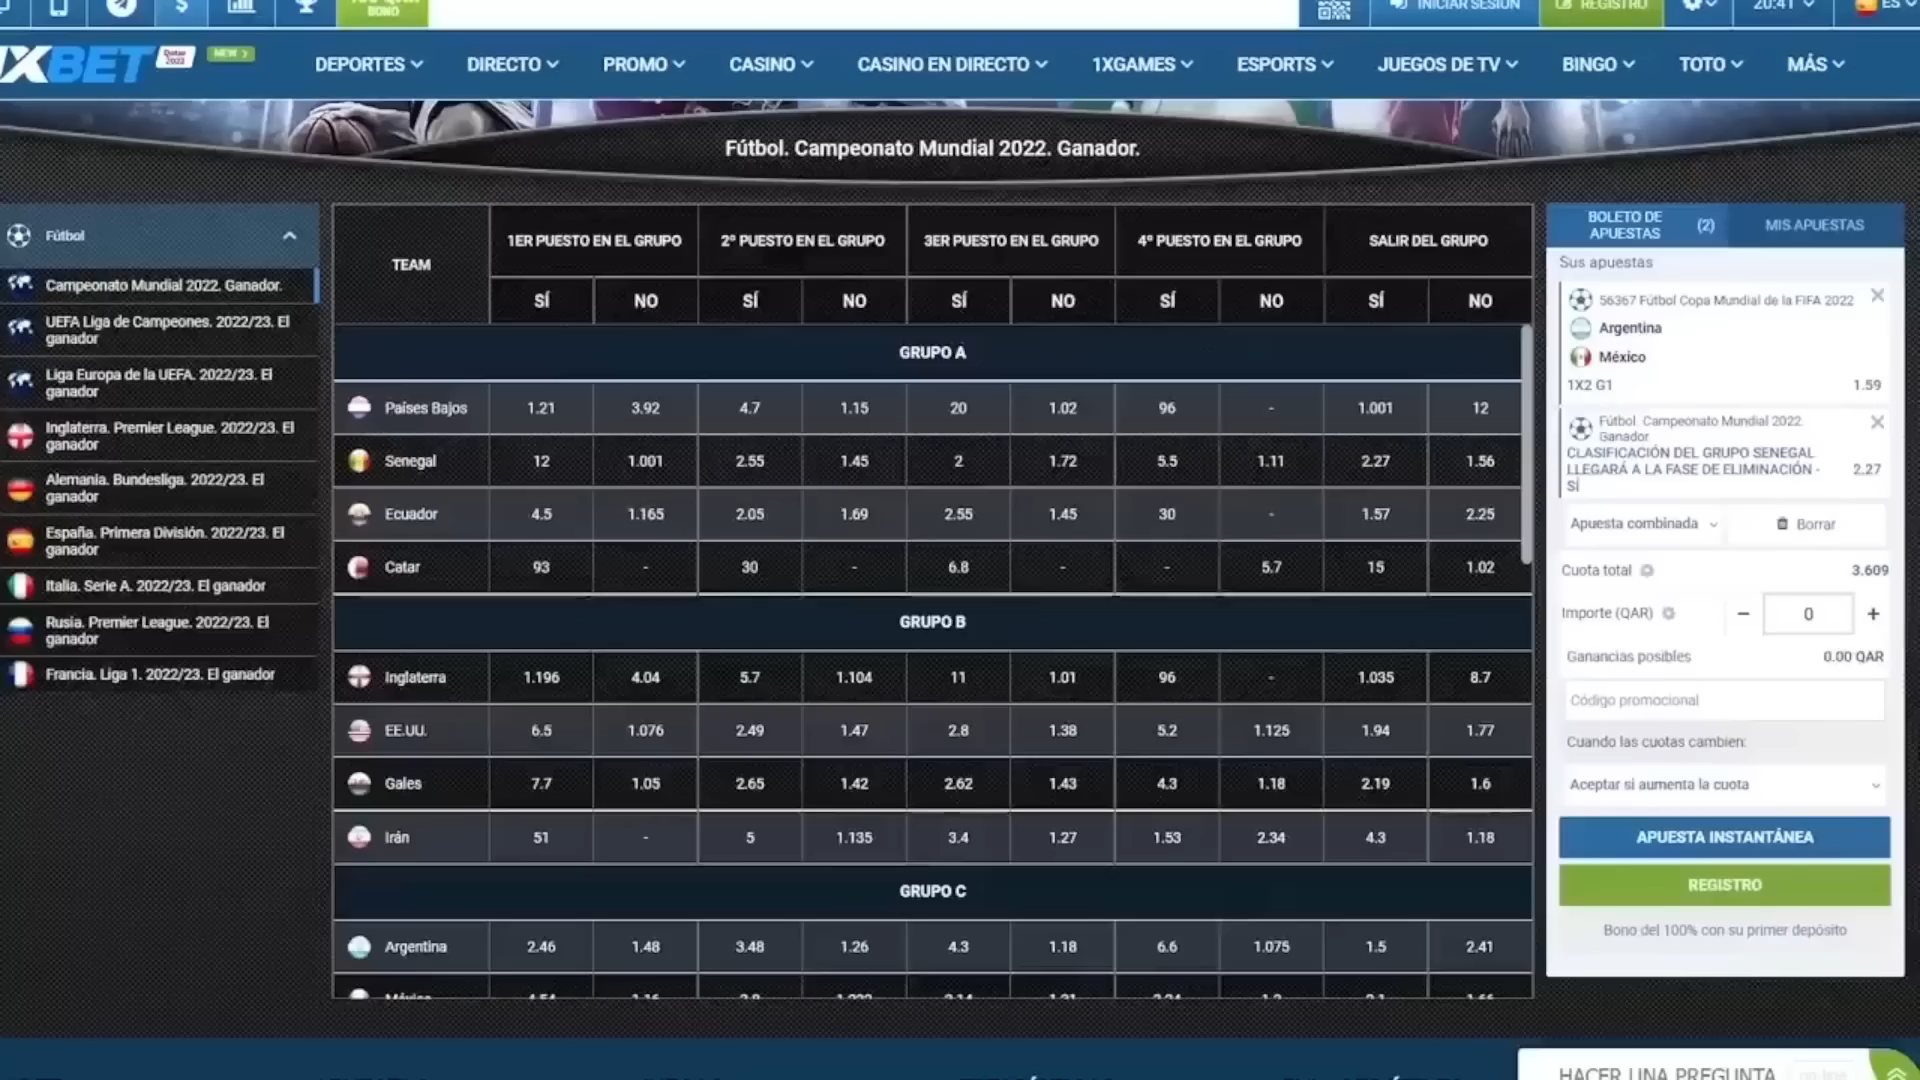 BONO
INICIAR SESIÓN
REGISTRO
20:41
ES
1XBET
Qatar
2022
NEW
DEPORTES
DIRECTO
PROMO
CASINO
CASINO EN DIRECTO
1XGAMES
ESPORTS
JUEGOS DE TV
BINGO
TOTO
MÁS
Fútbol. Campeonato Mundial 2022. Ganador.
Fútbol
Campeonato Mundial 2022. Ganador.
UEFA Liga de Campeones. 2022/23. El
ganador
Liga Europa de la UEFA. 2022/23. El
ganador
Inglaterra. Premier League. 2022/23. El
ganador
Alemania. Bundesliga. 2022/23. El
ganador
España. Primera División. 2022/23. El
ganador
Italia. Serie A. 2022/23. El ganador
Rusia. Premier League. 2022/23. El
ganador
Francia. Liga 1. 2022/23. El ganador
TEAM 1ER PUESTO EN EL GRUPO 2º PUESTO EN EL GRUPO 3ER PUESTO EN EL GRUPO 4º PUESTO EN EL GRUPO SALIR DEL GRUPO
SÍ NO SÍ NO SÍ NO SÍ NO SÍ NO
GRUPO A
Países Bajos 1.21 3.92 4.7 1.15 20 1.02 96 - 1.001 12
Senegal 12 1.001 2.55 1.45 2 1.72 5.5 1.11 2.27 1.56
Ecuador 4.5 1.165 2.05 1.69 2.55 1.45 30 - 1.57 2.25
Catar 93 - 30 - 6.8 - - 5.7 15 1.02
GRUPO B
Inglaterra 1.196 4.04 5.7 1.104 11 1.01 96 - 1.035 8.7
EE.UU. 6.5 1.076 2.49 1.47 2.8 1.38 5.2 1.125 1.94 1.77
Gales 7.7 1.05 2.65 1.42 2.62 1.43 4.3 1.18 2.19 1.6
Irán 51 - 5 1.135 3.4 1.27 1.53 2.34 4.3 1.18
GRUPO C
Argentina 2.46 1.48 3.48 1.26 4.3 1.18 6.6 1.075 1.5 2.41
México
BOLETO DE
APUESTAS (2)
MIS APUESTAS
Sus apuestas
56367 Fútbol Copa Mundial de la FIFA 2022
Argentina
México
1X2 G1 1.59
Fútbol. Campeonato Mundial 2022.
Ganador
CLASIFICACIÓN DEL GRUPO SENEGAL
LLEGARÁ A LA FASE DE ELIMINACIÓN - 2.27
SÍ
Apuesta combinada Borrar
Cuota total 3.609
Importe (QAR) − 0 +
Ganancias posibles 0.00 QAR
Código promocional
Cuando las cuotas cambien:
Aceptar si aumenta la cuota
APUESTA INSTANTÁNEA
REGISTRO
Bono del 100% con su primer depósito
HACER UNA PREGUNTA